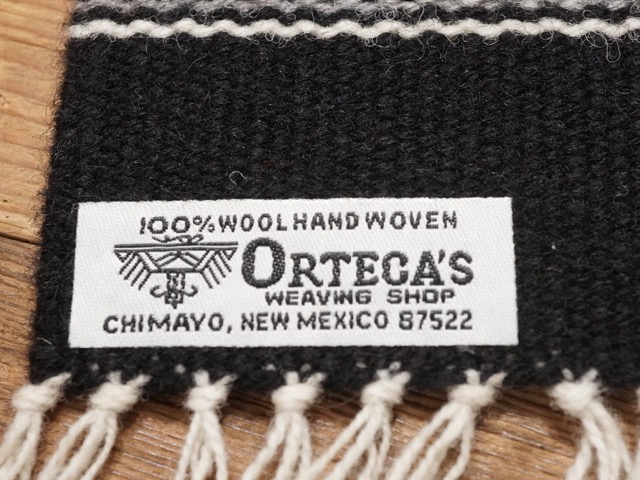 100% WOOL HAND WOVEN
ORTEGA'S
WEAVING SHOP
CHIMAYO, NEW MEXICO 87522